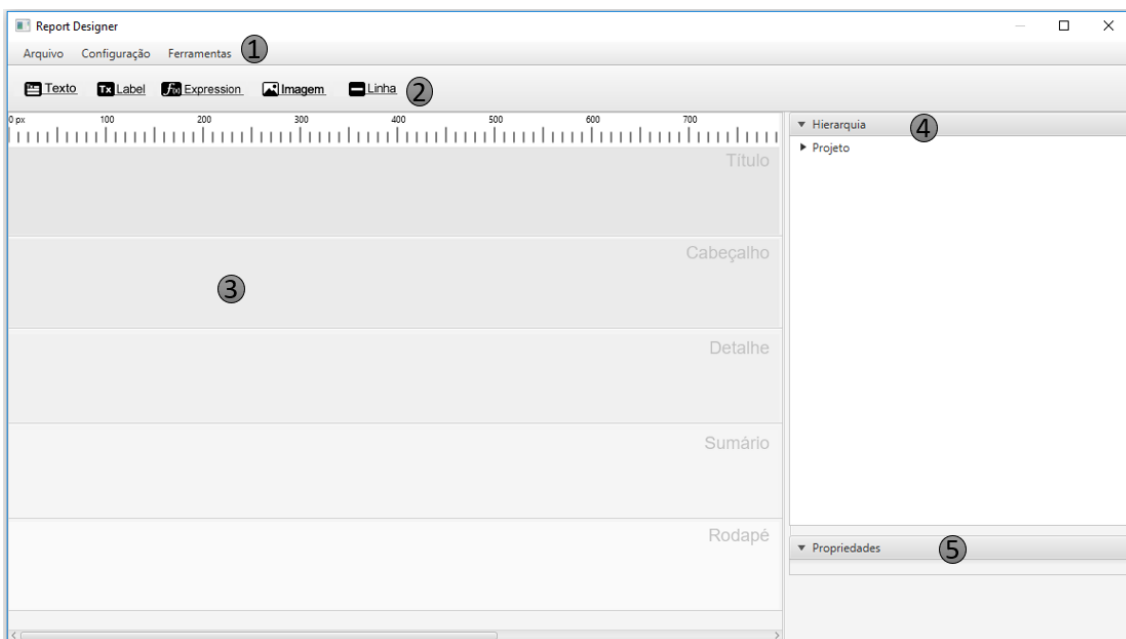 Report Designer
Arquivo Configuração Ferramentas 1
Texto Tx Label f(x) Expression Imagem Linha 2
0 px 100 200 300 400 500 600 700
Hierarquia 4
Projeto
Título
Cabeçalho
3
Detalhe
Sumário
Rodapé
Propriedades 5